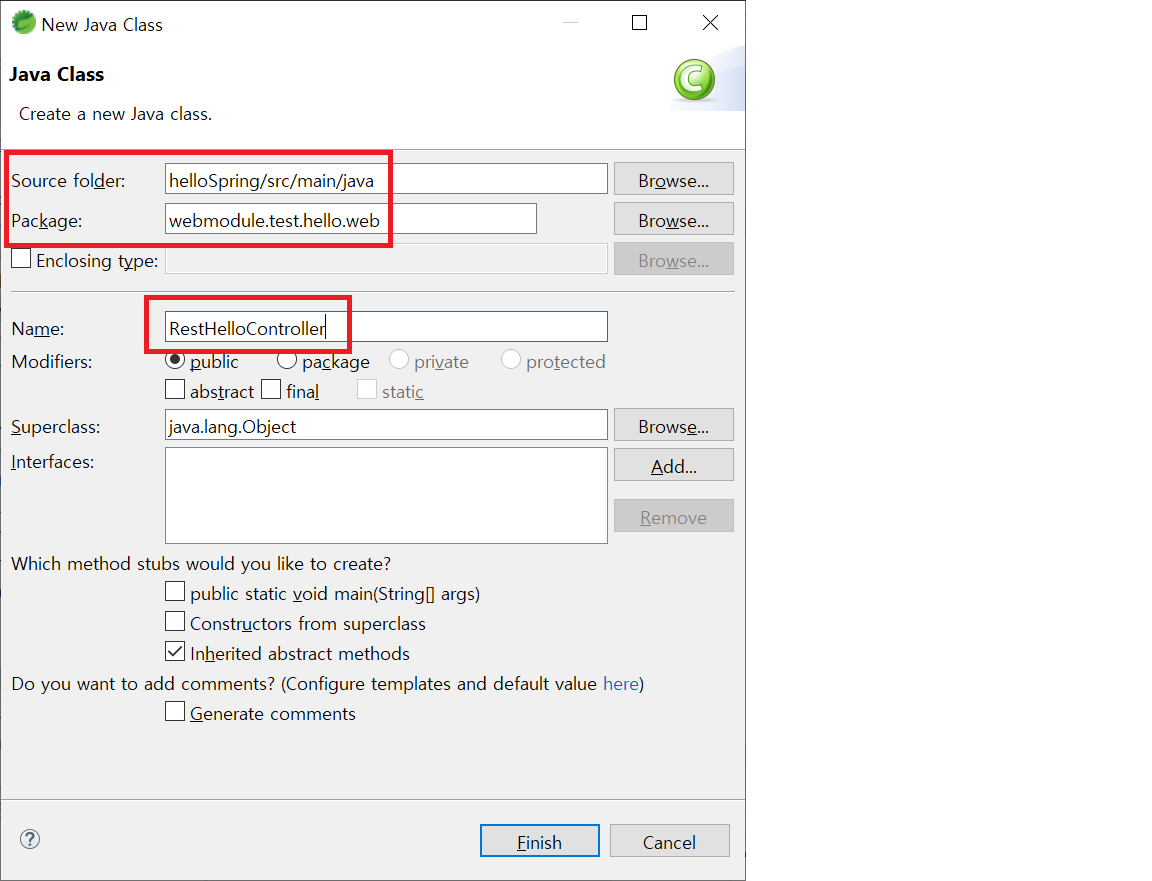 New Java Class
Java Class
Create a new Java class.
Source folder: helloSpring/src/main/java Browse...
Package: webmodule.test.hello.web Browse...
Enclosing type: Browse...
Name: RestHelloController
Modifiers: public package private protected
abstract final static
Superclass: java.lang.Object Browse...
Interfaces: Add...
Remove
Which method stubs would you like to create?
public static void main(String[] args)
Constructors from superclass
Inherited abstract methods
Do you want to add comments? (Configure templates and default value here)
Generate comments
Finish Cancel